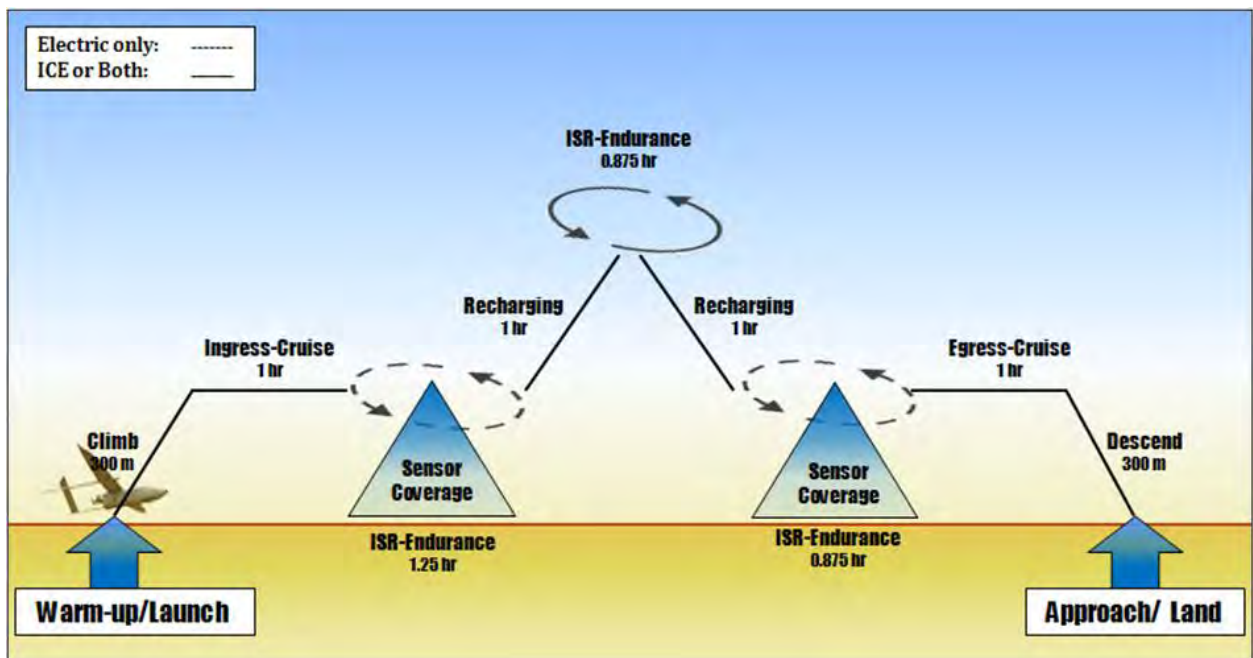 Electric only: -------
ICE or Both: ____
ISR-Endurance
0.875 hr
Recharging
1 hr
Recharging
1 hr
Ingress-Cruise
1 hr
Egress-Cruise
1 hr
Climb
300 m
Descend
300 m
Sensor
Coverage
Sensor
Coverage
ISR-Endurance
1.25 hr
ISR-Endurance
0.875 hr
Warm-up/Launch
Approach/ Land